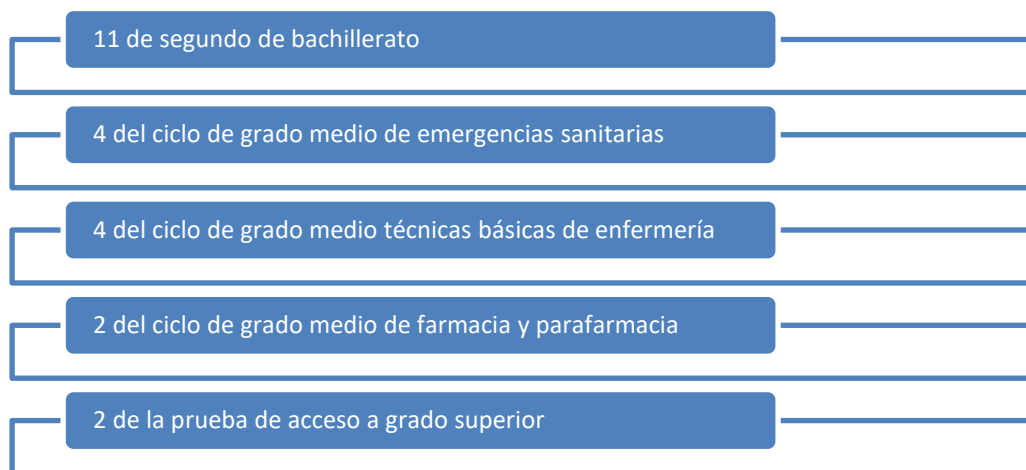 11 de segundo de bachillerato
4 del ciclo de grado medio de emergencias sanitarias
4 del ciclo de grado medio técnicas básicas de enfermería
2 del ciclo de grado medio de farmacia y parafarmacia
2 de la prueba de acceso a grado superior